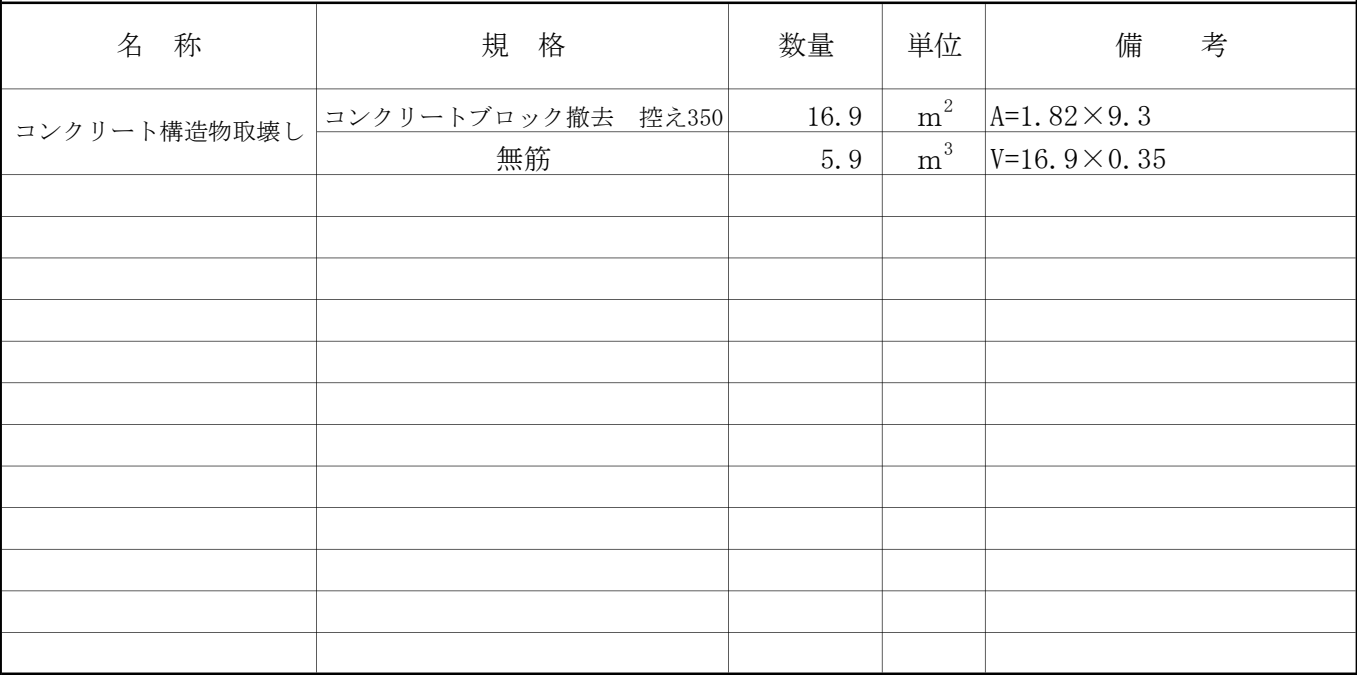 名　称　規　格　数量　単位　備　　考
コンクリート構造物取壊し　コンクリートブロック撤去　控え350　16.9　m²　A=1.82×9.3
無筋　5.9　m³　V=16.9×0.35